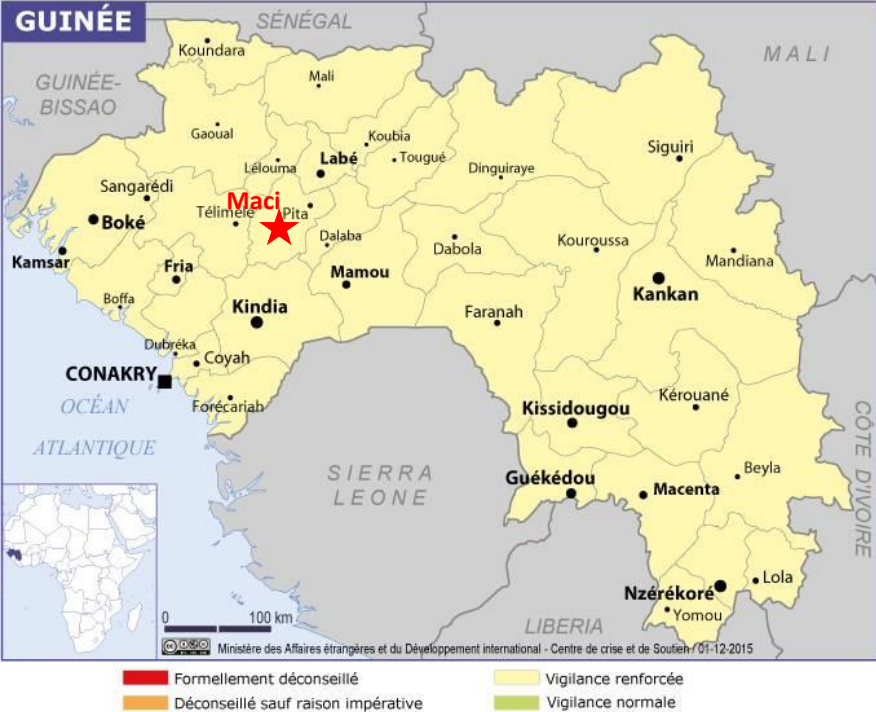 GUINÉE
SÉNÉGAL
MALI
GUINÉE-
BISSAO
Koundara
Mali
Gaoual
Koubia
Lélouma
Labé
Tougué
Dinguiraye
Siguiri
Sangarédi
Maci
Télimélé
Pita
Boké
Dalaba
Dabola
Kouroussa
Mandiana
Kamsar
Fria
Mamou
Kankan
Boffa
Kindia
Faranah
Dubréka
Coyah
CONAKRY
Forécariah
OCÉAN
ATLANTIQUE
Kissidougou
Kérouané
CÔTE D'IVOIRE
SIERRA
LEONE
Guékédou
Macenta
Beyla
Nzérékoré
Lola
Yomou
LIBERIA
0 100 km
cc
Ministère des Affaires étrangères et du Développement international - Centre de crise et de Soutien / 01-12-2015
Formellement déconseillé
Vigilance renforcée
Déconseillé sauf raison impérative
Vigilance normale